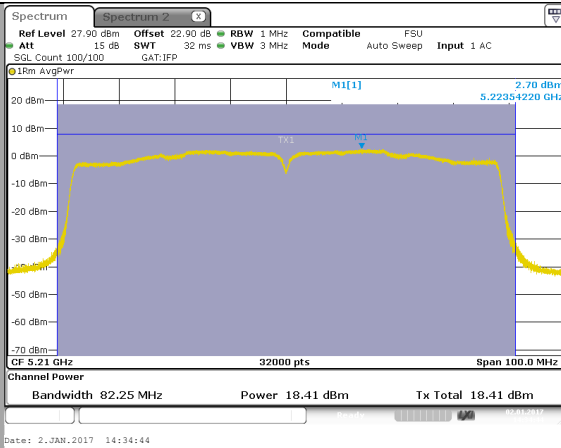 Spectrum Spectrum 2 X
Ref Level 27.90 dBm Offset 22.90 dB RBW 1 MHz Compatible FSU
Att 15 dB SWT 32 ms VBW 3 MHz Mode Auto Sweep Input 1 AC
SGL Count 100/100 GAT:IFP
1Rm AvgPwr
M1[1] 2.70 dBm
5.22354220 GHz
20 dBm
10 dBm
TX1 M1
0 dBm
-10 dBm
-20 dBm
-30 dBm
-50 dBm
-60 dBm
-70 dBm
CF 5.21 GHz 32000 pts Span 100.0 MHz
Channel Power
Bandwidth 82.25 MHz Power 18.41 dBm Tx Total 18.41 dBm
Ready 02.01.2017
Date: 2.JAN.2017 14:34:44